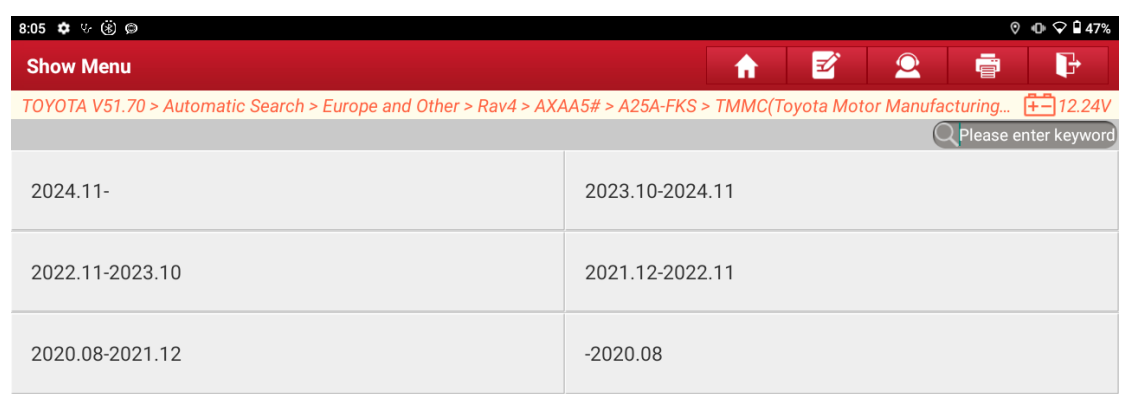 8:05 47%
Show Menu
TOYOTA V51.70 > Automatic Search > Europe and Other > Rav4 > AXAA5# > A25A-FKS > TMMC(Toyota Motor Manufacturing... 12.24V
Please enter keyword
2024.11- 2023.10-2024.11
2022.11-2023.10 2021.12-2022.11
2020.08-2021.12 -2020.08